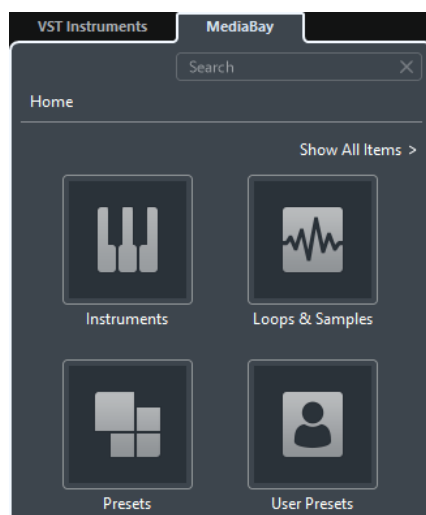 VST Instruments MediaBay
Search
Home
Show All Items >
Instruments Loops & Samples
Presets User Presets